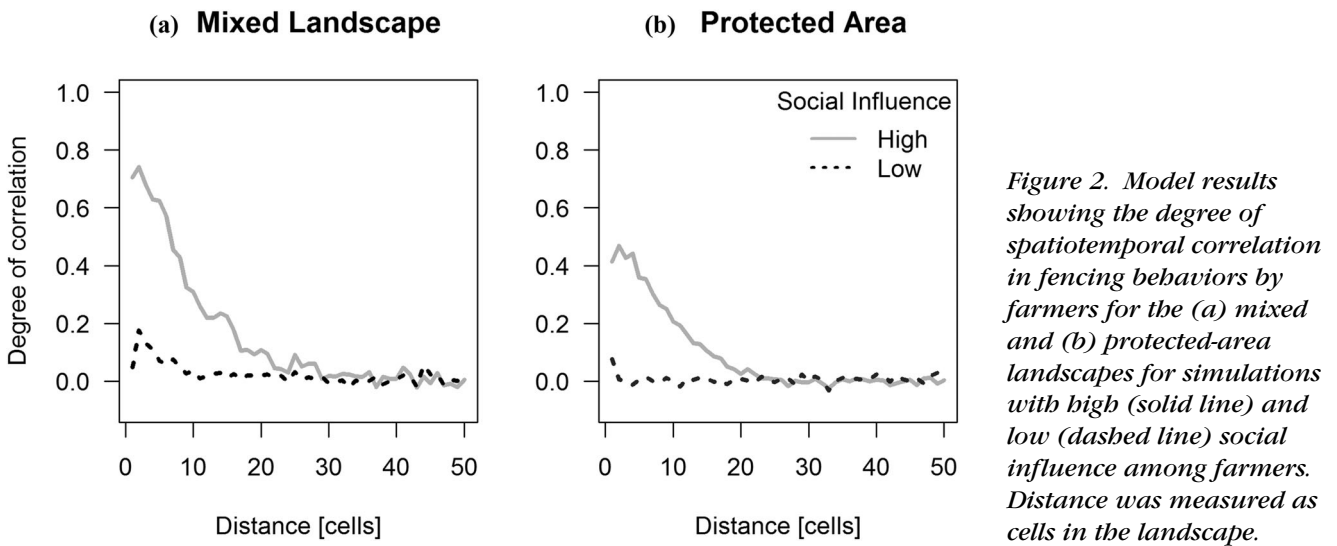 (a) Mixed Landscape
(b) Protected Area
Degree of correlation
1.0
0.8
0.6
0.4
0.2
0.0
0 10 20 30 40 50
Distance [cells]
1.0
0.8
0.6
0.4
0.2
0.0
Social Influence
High
Low
0 10 20 30 40 50
Distance [cells]
Figure 2. Model results
showing the degree of
spatiotemporal correlation
in fencing behaviors by
farmers for the (a) mixed
and (b) protected-area
landscapes for simulations
with high (solid line) and
low (dashed line) social
influence among farmers.
Distance was measured as
cells in the landscape.